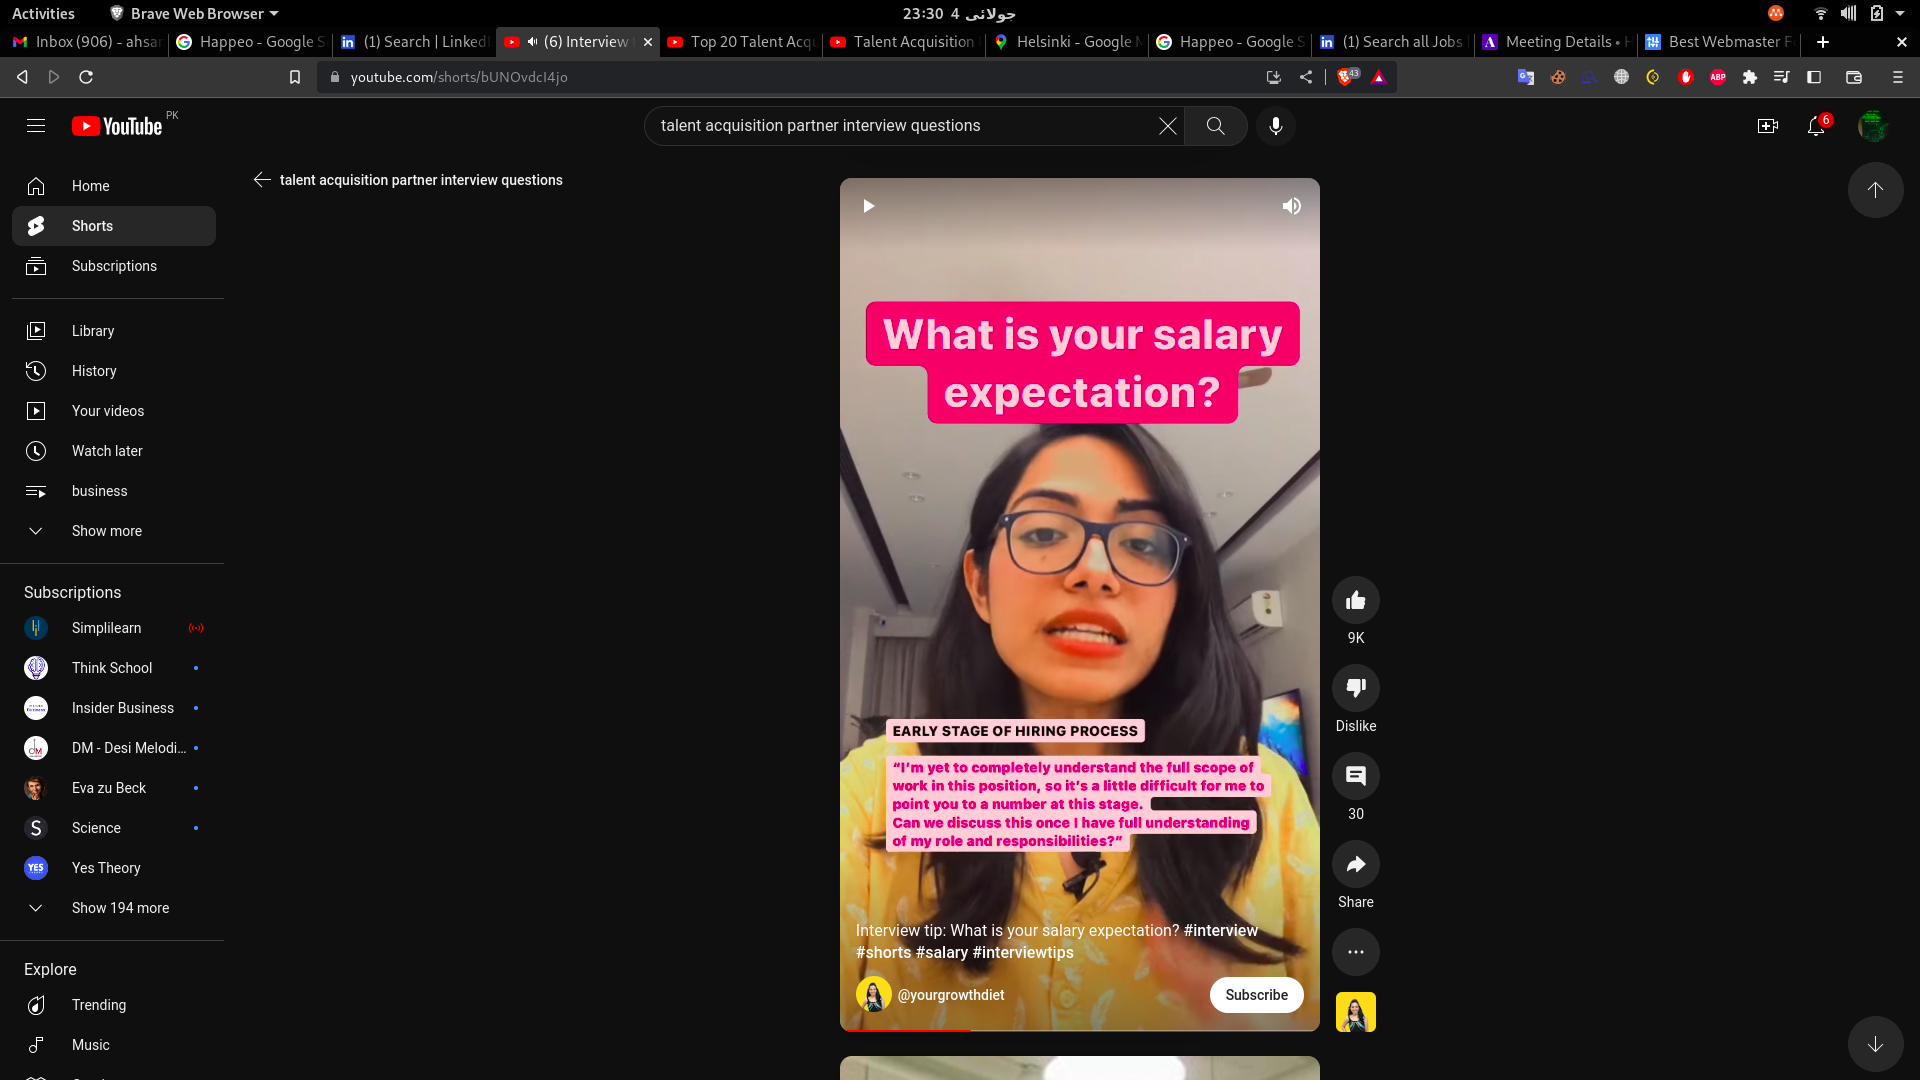 Activities
Brave Web Browser
23:30 4 جولائی
Inbox (906) - ahsa
Happeo - Google S
(1) Search | LinkedI
(6) Interview
Top 20 Talent Acq
Talent Acquisition
Helsinki - Google M
Happeo - Google S
(1) Search all Jobs
Meeting Details •
Best Webmaster F
youtube.com/shorts/bUNOvdcI4jo
43
ABP
YouTube
PK
talent acquisition partner interview questions
6
Home
Shorts
Subscriptions
Library
History
Your videos
Watch later
business
Show more
Subscriptions
Simplilearn
Think School
Insider Business
DM - Desi Melodi...
Eva zu Beck
Science
Yes Theory
Show 194 more
Explore
Trending
Music
talent acquisition partner interview questions
What is your salary
expectation?
EARLY STAGE OF HIRING PROCESS
“I’m yet to completely understand the full scope of
work in this position, so it’s a little difficult for me to
point you to a number at this stage.
Can we discuss this once I have full understanding
of my role and responsibilities?”
Interview tip: What is your salary expectation? #interview
#shorts #salary #interviewtips
@yourgrowthdiet
Subscribe
9K
Dislike
30
Share